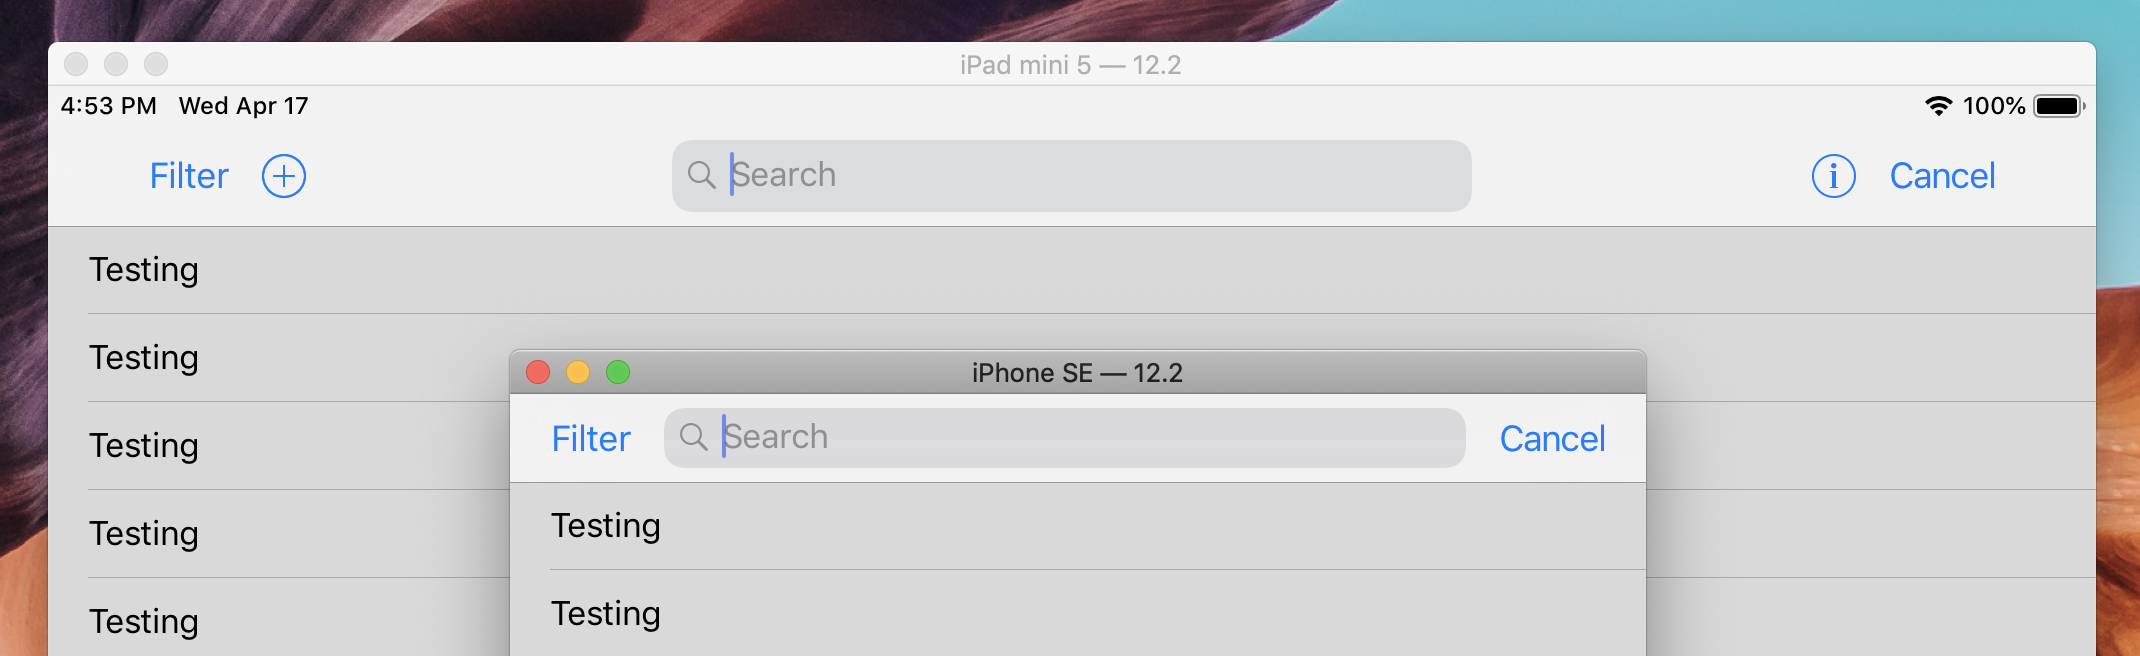 iPad mini 5 — 12.2
4:53 PM Wed Apr 17 100%
Filter Search i Cancel
Testing
Testing
Testing
Testing
Testing
iPhone SE — 12.2
Filter Search Cancel
Testing
Testing